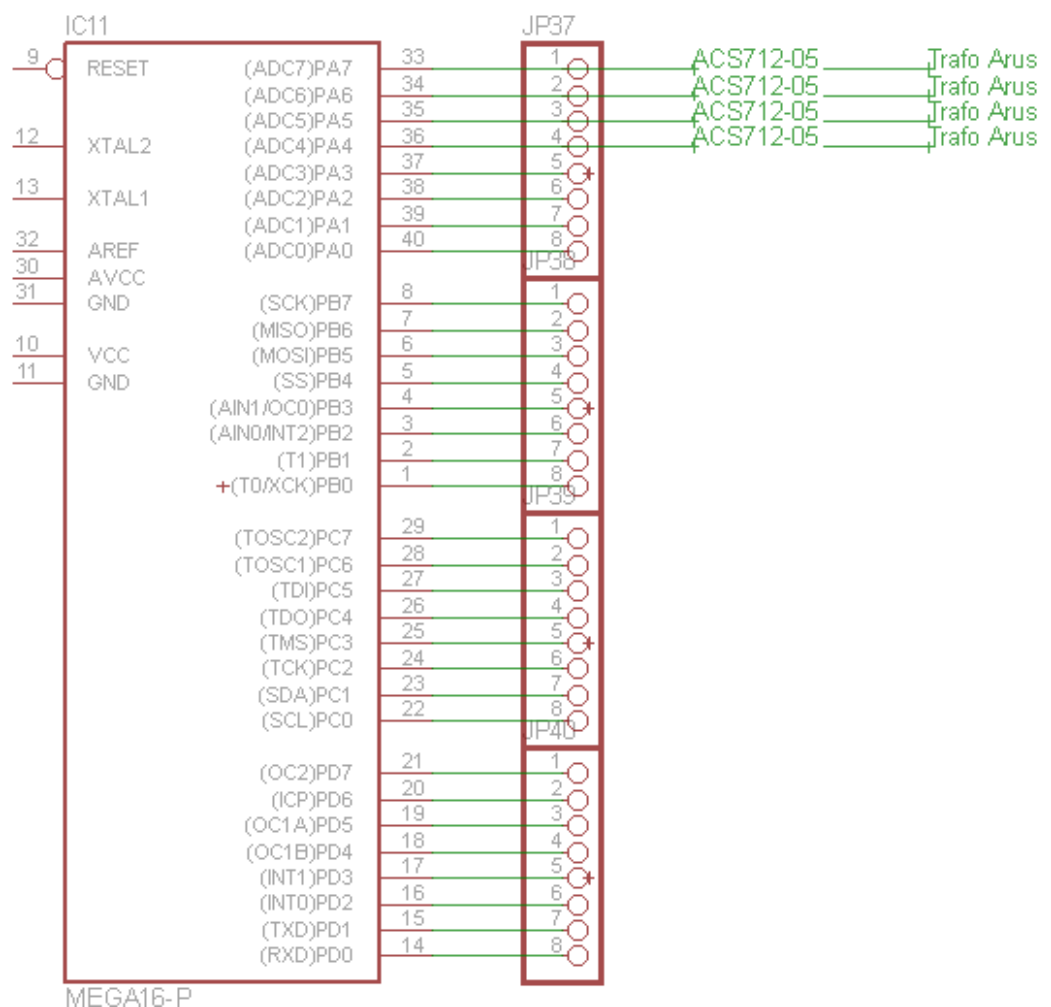 IC11
9 RESET
12 XTAL2
13 XTAL1
32 AREF
30 AVCC
31 GND
10 VCC
11 GND
(ADC7)PA7 33
(ADC6)PA6 34
(ADC5)PA5 35
(ADC4)PA4 36
(ADC3)PA3 37
(ADC2)PA2 38
(ADC1)PA1 39
(ADC0)PA0 40
(SCK)PB7 8
(MISO)PB6 7
(MOSI)PB5 6
(SS)PB4 5
(AIN1/OC0)PB3 4
(AIN0/INT2)PB2 3
(T1)PB1 2
(T0/XCK)PB0 1
(TOSC2)PC7 29
(TOSC1)PC6 28
(TDI)PC5 27
(TDO)PC4 26
(TMS)PC3 25
(TCK)PC2 24
(SDA)PC1 23
(SCL)PC0 22
(OC2)PD7 21
(ICP)PD6 20
(OC1A)PD5 19
(OC1B)PD4 18
(INT1)PD3 17
(INT0)PD2 16
(TXD)PD1 15
(RXD)PD0 14
MEGA16-P
JP37
1 ACS712-05 Trafo Arus
2 ACS712-05 Trafo Arus
3 ACS712-05 Trafo Arus
4 ACS712-05 Trafo Arus
5
6
7
8
JP38
1
2
3
4
5
6
7
8
JP39
1
2
3
4
5
6
7
8
JP40
1
2
3
4
5
6
7
8